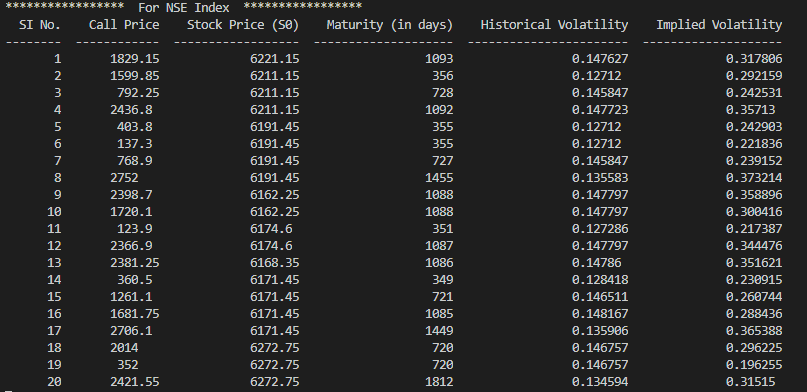 ***************** For NSE Index *****************
SI No. Call Price Stock Price (S0) Maturity (in days) Historical Volatility Implied Volatility
-------- ------------ ------------------ -------------------- ----------------------- --------------------
1 1829.15 6221.15 1093 0.147627 0.317806
2 1599.85 6211.15 356 0.12712 0.292159
3 792.25 6211.15 728 0.145847 0.242531
4 2436.8 6211.15 1092 0.147723 0.35713
5 403.8 6191.45 355 0.12712 0.242903
6 137.3 6191.45 355 0.12712 0.221836
7 768.9 6191.45 727 0.145847 0.239152
8 2752 6191.45 1455 0.135583 0.373214
9 2398.7 6162.25 1088 0.147797 0.358896
10 1720.1 6162.25 1088 0.147797 0.300416
11 123.9 6174.6 351 0.127286 0.217387
12 2366.9 6174.6 1087 0.147797 0.344476
13 2381.25 6168.35 1086 0.14786 0.351621
14 360.5 6171.45 349 0.128418 0.230915
15 1261.1 6171.45 721 0.146511 0.260744
16 1681.75 6171.45 1085 0.148167 0.288436
17 2706.1 6171.45 1449 0.135906 0.365388
18 2014 6272.75 720 0.146757 0.296225
19 352 6272.75 720 0.146757 0.196255
20 2421.55 6272.75 1812 0.134594 0.31515